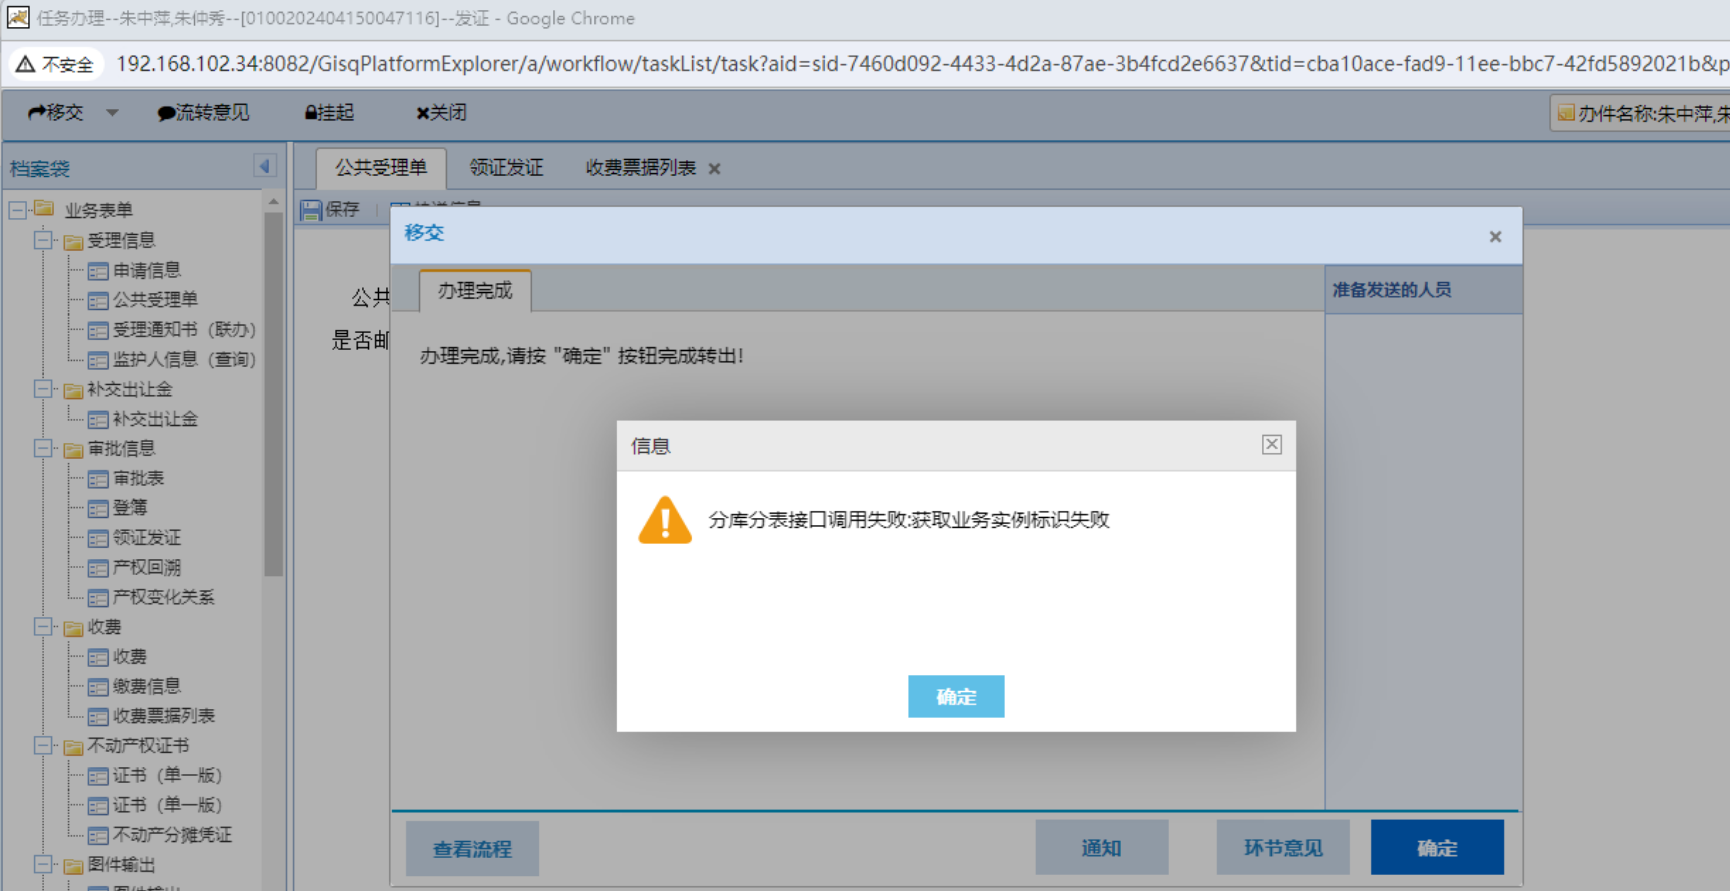 任务办理--朱中萍,朱仲秀--[0100202404150047116]--发证 - Google Chrome
不安全 192.168.102.34:8082/GisqPlatformExplorer/a/workflow/taskList/task?aid=sid-7460d092-4433-4d2a-87ae-3b4fcd2e6637&tid=cba10ace-fad9-11ee-bbc7-42fd5892021b&p
移交 流转意见 挂起 关闭 办件名称:朱中萍,朱
档案袋
公共受理单 领证发证 收费票据列表
保存
业务表单
受理信息
申请信息
公共受理单
受理通知书（联办）
监护人信息（查询）
补交出让金
补交出让金
审批信息
审批表
登簿
领证发证
产权回溯
产权变化关系
收费
收费
缴费信息
收费票据列表
不动产权证书
证书（单一版）
证书（单一版）
不动产分摊凭证
图件输出
公共
是否邮
移交
办理完成
准备发送的人员
办理完成,请按 "确定" 按钮完成转出!
信息
分库分表接口调用失败:获取业务实例标识失败
确定
查看流程 通知 环节意见 确定